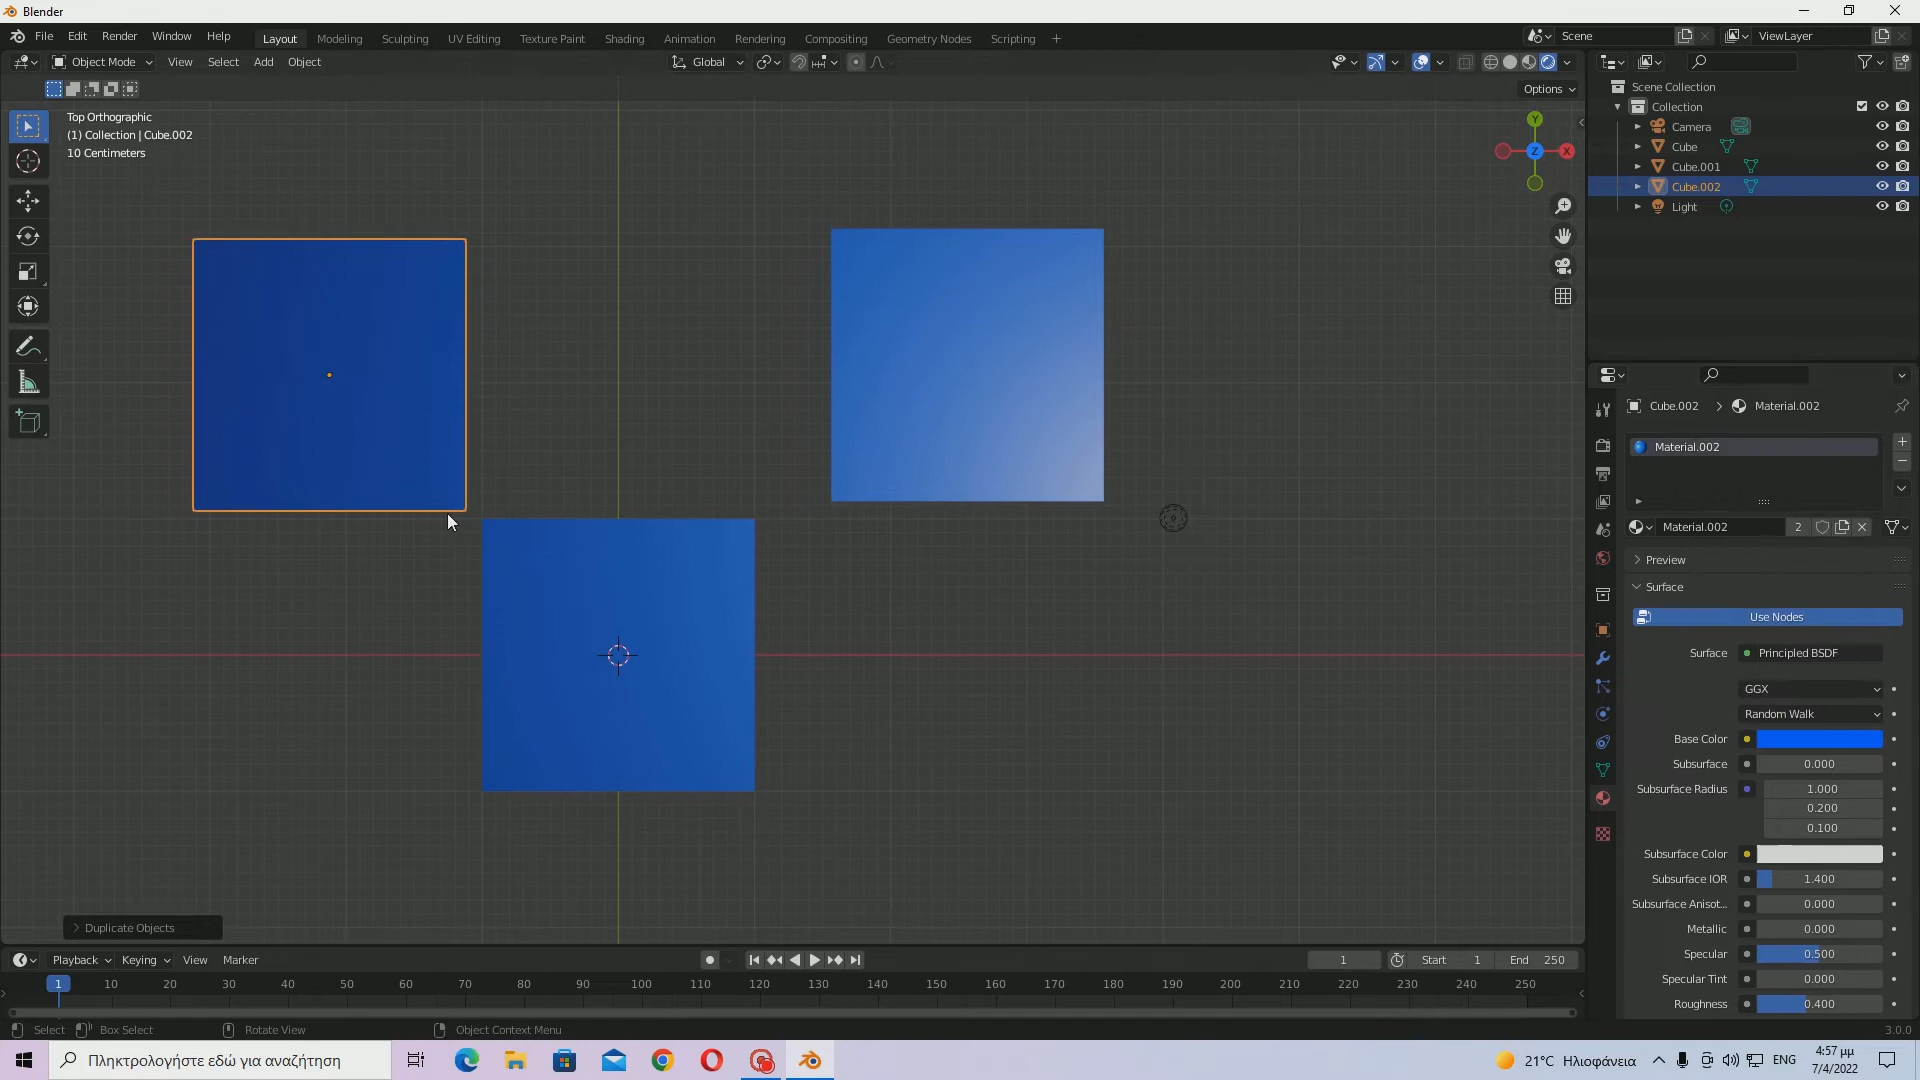 Blender
File Edit Render Window Help
Layout Modeling Sculpting UV Editing Texture Paint Shading Animation Rendering Compositing Geometry Nodes Scripting +
Scene
ViewLayer
Object Mode View Select Add Object
Global
Options
Top Orthographic
(1) Collection | Cube.002
10 Centimeters
Y
X
Z
Scene Collection
Collection
Camera
Cube
Cube.001
Cube.002
Light
Cube.002 > Material.002
Material.002
Material.002 2
Preview
Surface
Use Nodes
Surface Principled BSDF
GGX
Random Walk
Base Color
Subsurface 0.000
Subsurface Radius 1.000
0.200
0.100
Subsurface Color
Subsurface IOR 1.400
Subsurface Anisot... 0.000
Metallic 0.000
Specular 0.500
Specular Tint 0.000
Roughness 0.400
Duplicate Objects
Playback Keying View Marker
1 Start 1 End 250
1 10 20 30 40 50 60 70 80 90 100 110 120 130 140 150 160 170 180 190 200 210 220 230 240 250
Select Box Select Rotate View Object Context Menu
3.0.0
Πληκτρολογήστε εδώ για αναζήτηση
21°C Ηλιοφάνεια
ENG
4:57 μμ
7/4/2022